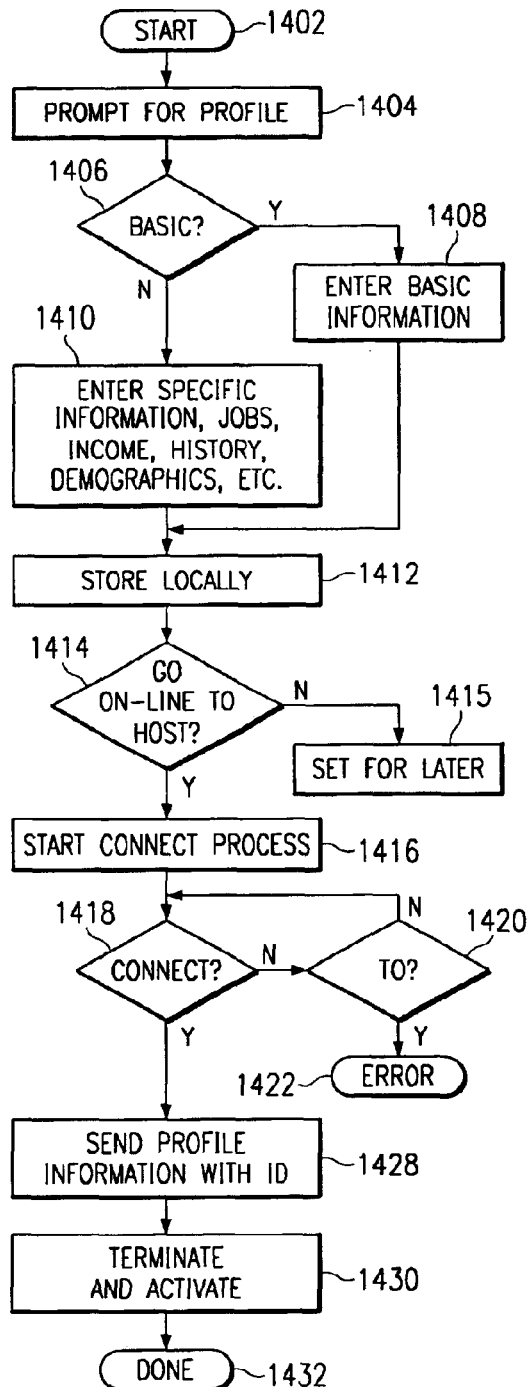 START
1402
PROMPT FOR PROFILE
1404
1406
BASIC?
Y
N
1408
ENTER BASIC
INFORMATION
1410
ENTER SPECIFIC
INFORMATION, JOBS,
INCOME, HISTORY,
DEMOGRAPHICS, ETC.
STORE LOCALLY
1412
1414
GO
ON-LINE TO
HOST?
N
Y
1415
SET FOR LATER
START CONNECT PROCESS
1416
1418
CONNECT?
N
Y
N
1420
TO?
Y
1422
ERROR
SEND PROFILE
INFORMATION WITH ID
1428
TERMINATE
AND ACTIVATE
1430
DONE
1432